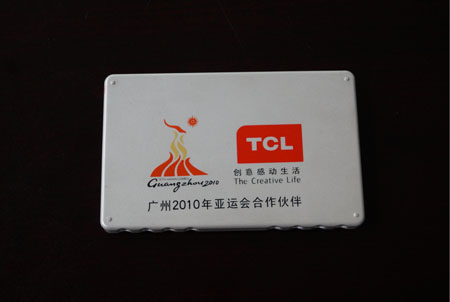 TCL
创意感动生活
The Creative Life
Guangzhou 2010
广州2010年亚运会合作伙伴